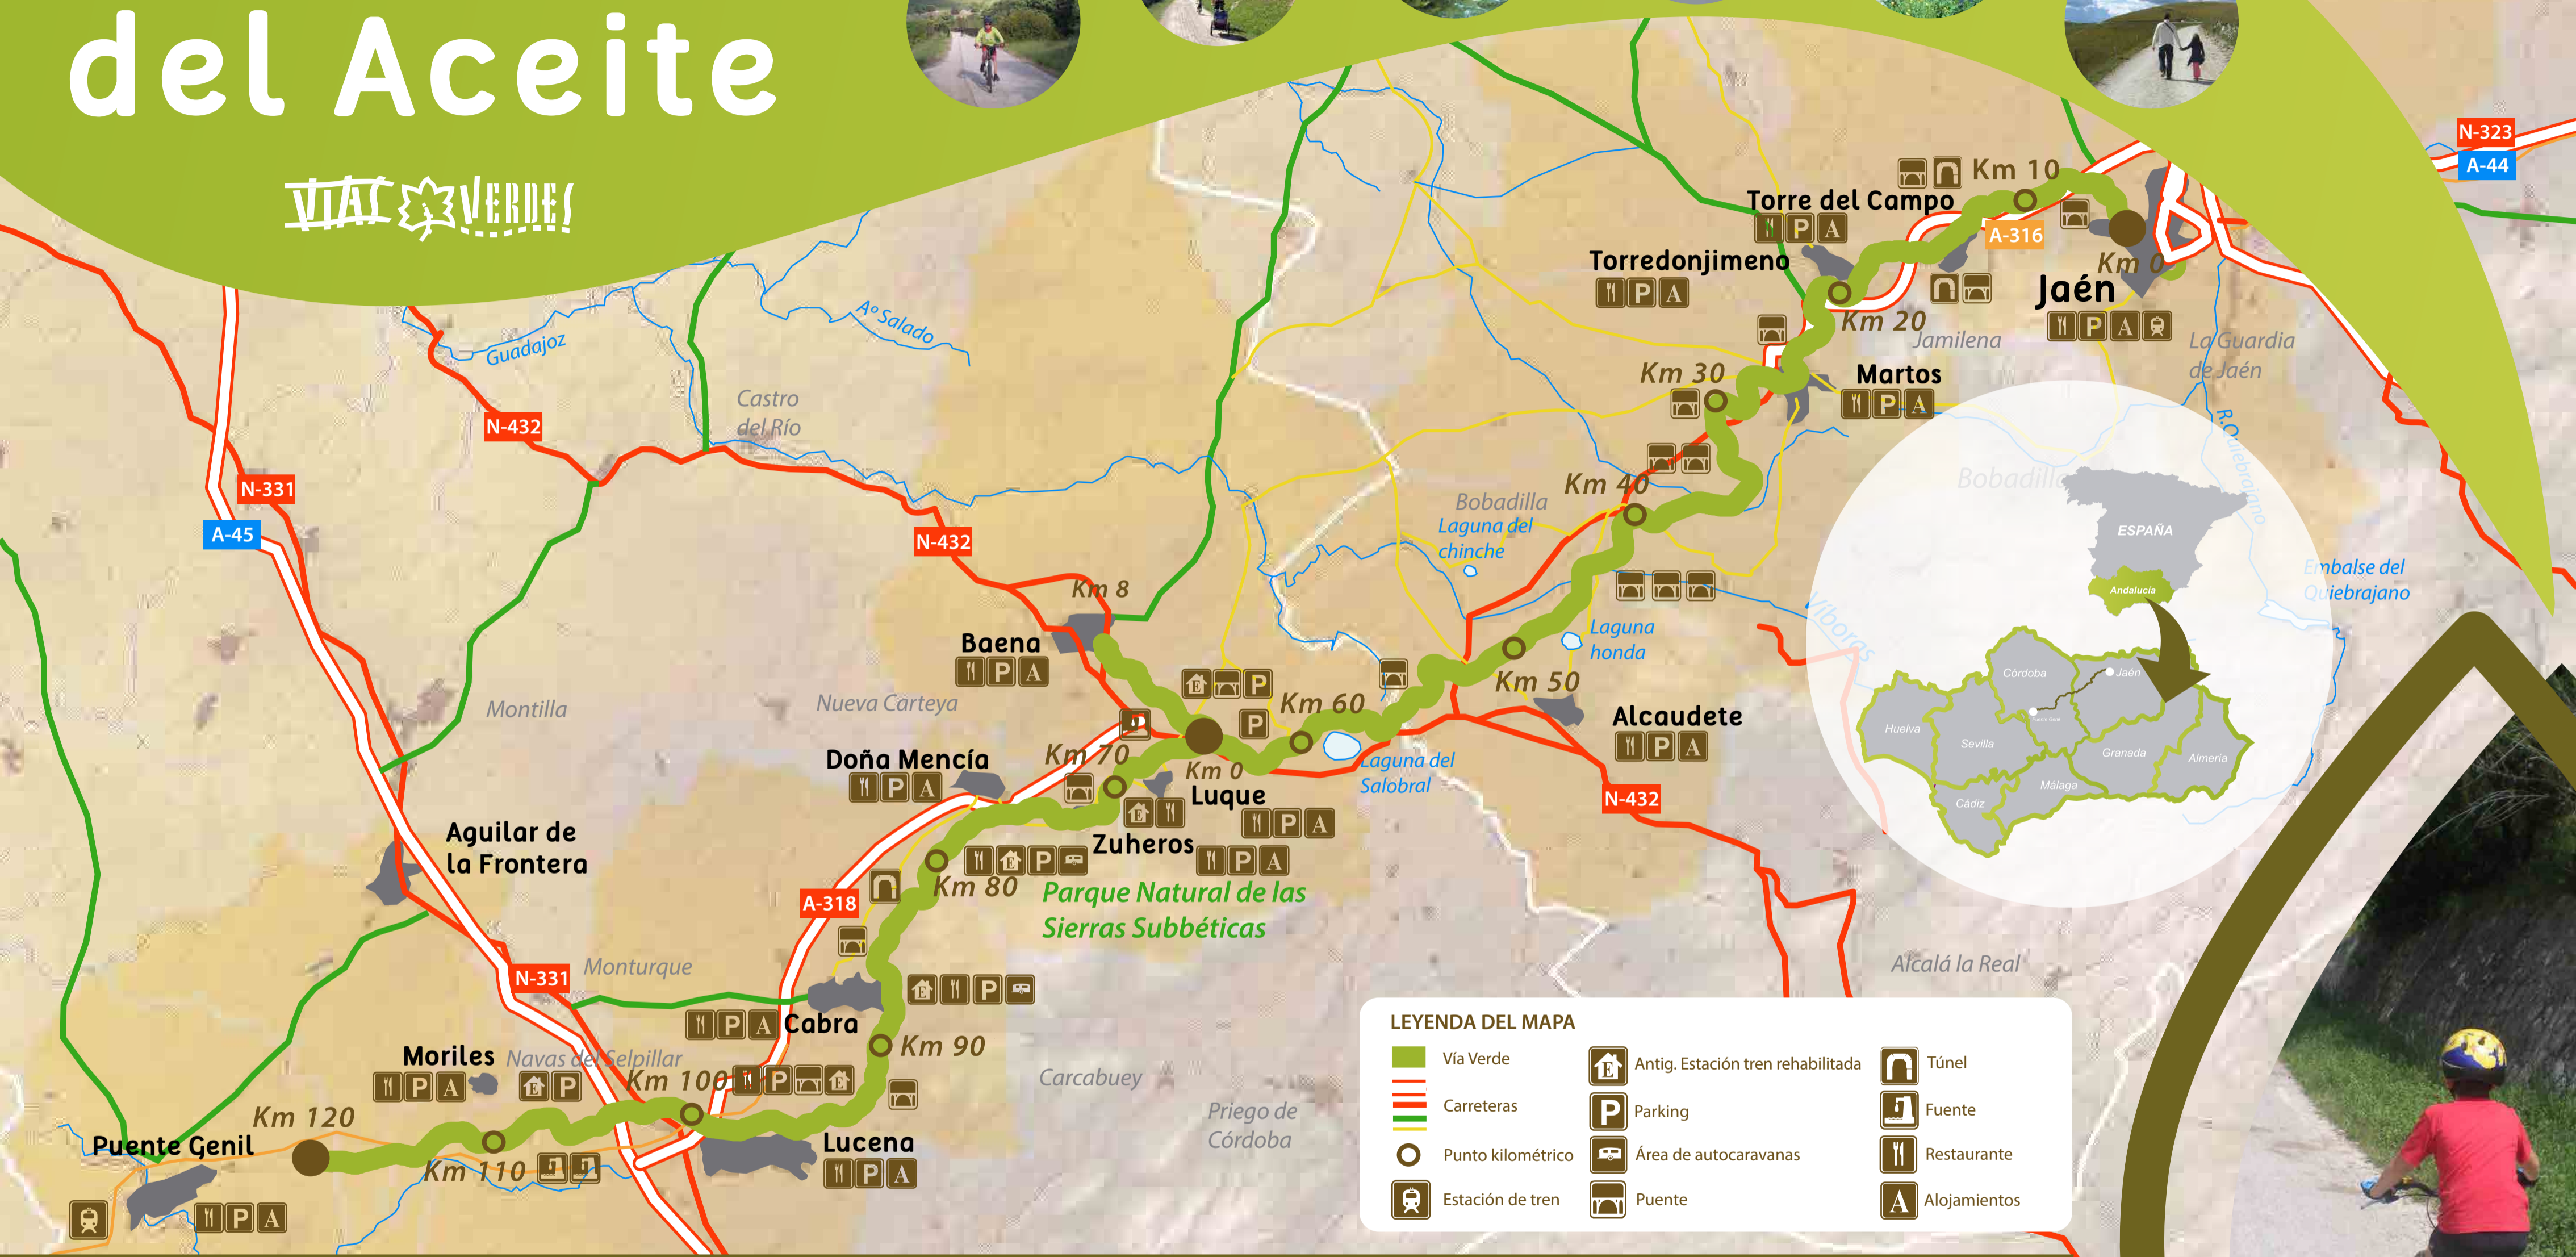 del Aceite
VIAS VERDES
N-323
A-44
Km 10
Torre del Campo
P A
A-316
Torredonjimeno
P A
Km 0
Jaén
P A
Km 20
Jamilena
La Guardia
de Jaén
Aº Salado
Guadajoz
Castro
del Río
N-432
Km 30
Martos
P A
R. Quiebrajano
N-331
A-45
Km 40
Bobadilla
Bobadilla
Laguna del
chinche
N-432
ESPAÑA
Andalucía
Embalse del
Quiebrajano
Km 8
Baena
P A
Laguna
honda
Víboras
Km 50
E P
P
Km 60
Córdoba
Jaén
Huelva
Sevilla
Granada
Almería
Málaga
Cádiz
Montilla
Nueva Carteya
Alcaudete
P A
Doña Mencía
P A
Km 70
Km 0
Luque
P A
Laguna del
Salobral
N-432
E
Zuheros
P A
E P
Km 80
Aguilar de
la Frontera
A-318
Parque Natural de las
Sierras Subbéticas
N-331
Monturque
Alcalá la Real
E P
P A
Cabra
Km 90
Moriles
P A
Navas del Selpillar
E P
Km 100
P E
Carcabuey
Priego de
Córdoba
Km 120
Puente Genil
P A
Km 110
Lucena
P A
LEYENDA DEL MAPA
Vía Verde
Carreteras
Punto kilométrico
Estación de tren
E Antig. Estación tren rehabilitada
P Parking
Área de autocaravanas
Puente
Túnel
Fuente
Restaurante
A Alojamientos